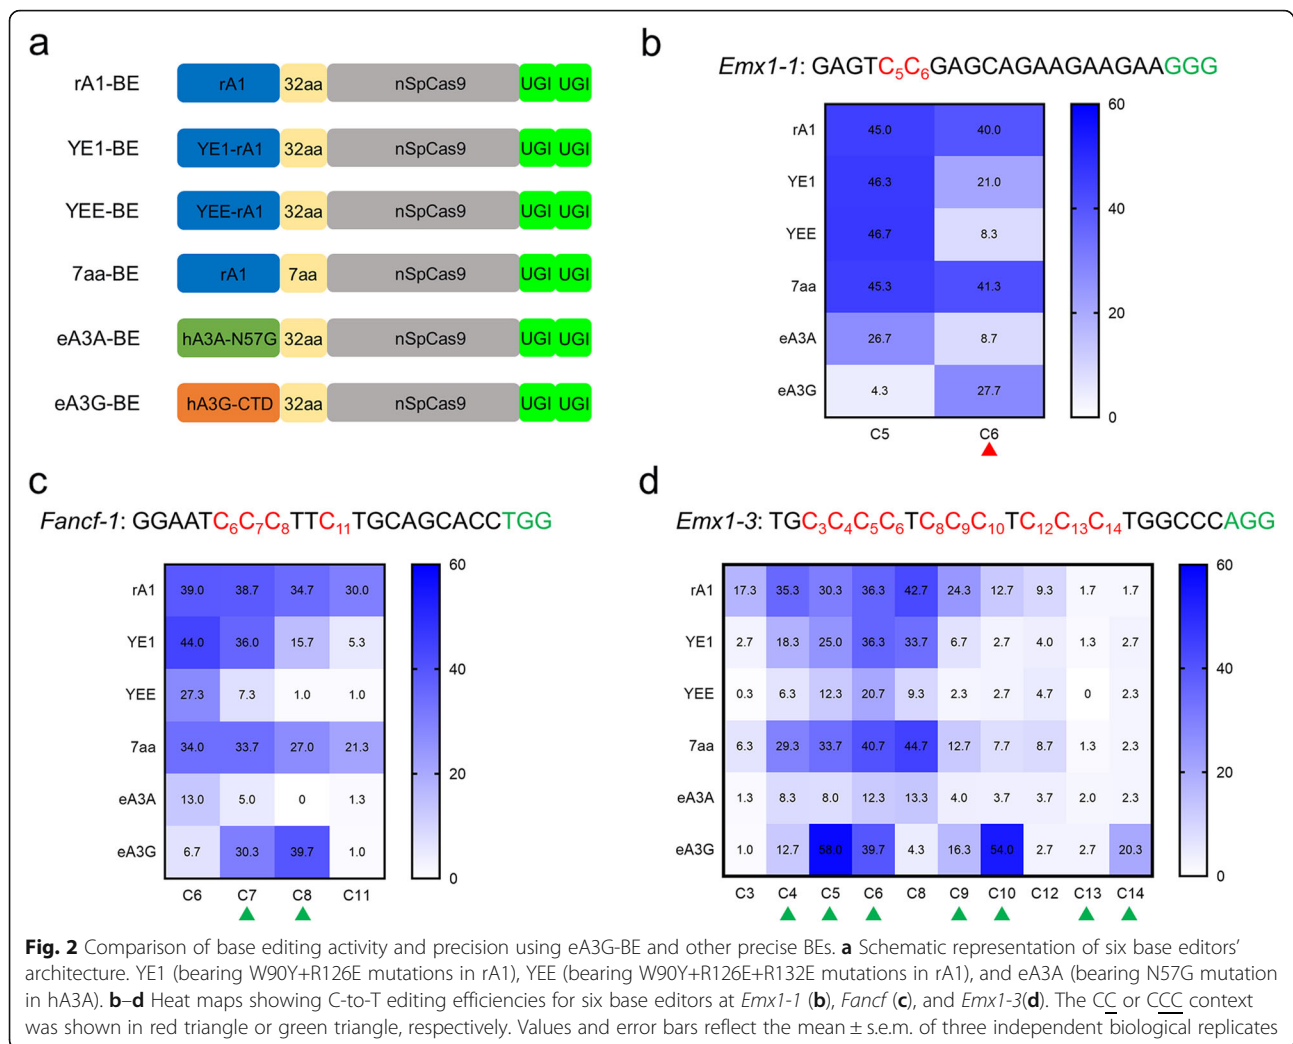 a
rA1-BE rA1 32aa nSpCas9 UGI UGI
YE1-BE YE1-rA1 32aa nSpCas9 UGI UGI
YEE-BE YEE-rA1 32aa nSpCas9 UGI UGI
7aa-BE rA1 7aa nSpCas9 UGI UGI
eA3A-BE hA3A-N57G 32aa nSpCas9 UGI UGI
eA3G-BE hA3G-CTD 32aa nSpCas9 UGI UGI
b
Emx1-1: GAGTC5C6GAGCAGAAGAAGAAGGG
rA1 45.0 40.0
YE1 46.3 21.0
YEE 46.7 8.3
7aa 45.3 41.3
eA3A 26.7 8.7
eA3G 4.3 27.7
C5 C6
60
40
20
0
c
Fancf-1: GGAATC6C7C8TTC11TGCAGCACCTGG
rA1 39.0 38.7 34.7 30.0
YE1 44.0 36.0 15.7 5.3
YEE 27.3 7.3 1.0 1.0
7aa 34.0 33.7 27.0 21.3
eA3A 13.0 5.0 0 1.3
eA3G 6.7 30.3 39.7 1.0
C6 C7 C8 C11
60
40
20
0
d
Emx1-3: TGC3C4C5C6TC8C9C10TC12C13C14TGGCCCAGG
rA1 17.3 35.3 30.3 36.3 42.7 24.3 12.7 9.3 1.7 1.7
YE1 2.7 18.3 25.0 36.3 33.7 6.7 2.7 4.0 1.3 2.7
YEE 0.3 6.3 12.3 20.7 9.3 2.3 2.7 4.7 0 2.3
7aa 6.3 29.3 33.7 40.7 44.7 12.7 7.7 8.7 1.3 2.3
eA3A 1.3 8.3 8.0 12.3 13.3 4.0 3.7 3.7 2.0 2.3
eA3G 1.0 12.7 58.0 39.7 4.3 16.3 54.0 2.7 2.7 20.3
C3 C4 C5 C6 C8 C9 C10 C12 C13 C14
60
40
20
0
Fig. 2 Comparison of base editing activity and precision using eA3G-BE and other precise BEs. a Schematic representation of six base editors'
architecture. YE1 (bearing W90Y+R126E mutations in rA1), YEE (bearing W90Y+R126E+R132E mutations in rA1), and eA3A (bearing N57G mutation
in hA3A). b–d Heat maps showing C-to-T editing efficiencies for six base editors at Emx1-1 (b), Fancf (c), and Emx1-3(d). The CC or CCC context
was shown in red triangle or green triangle, respectively. Values and error bars reflect the mean ± s.e.m. of three independent biological replicates